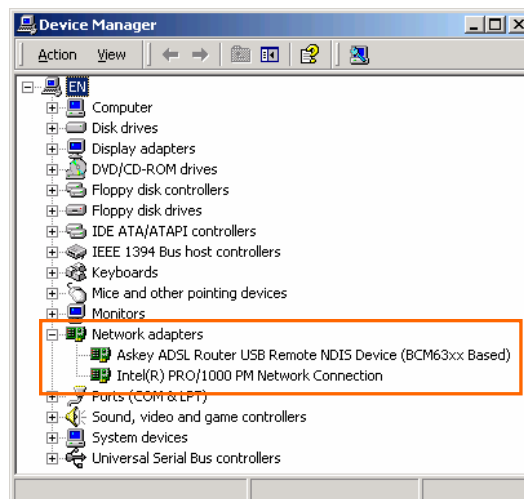 Device Manager
Action View
EN
Computer
Disk drives
Display adapters
DVD/CD-ROM drives
Floppy disk controllers
Floppy disk drives
IDE ATA/ATAPI controllers
IEEE 1394 Bus host controllers
Keyboards
Mice and other pointing devices
Monitors
Network adapters
Askey ADSL Router USB Remote NDIS Device (BCM63xx Based)
Intel(R) PRO/1000 PM Network Connection
Ports (COM & LPT)
Sound, video and game controllers
System devices
Universal Serial Bus controllers